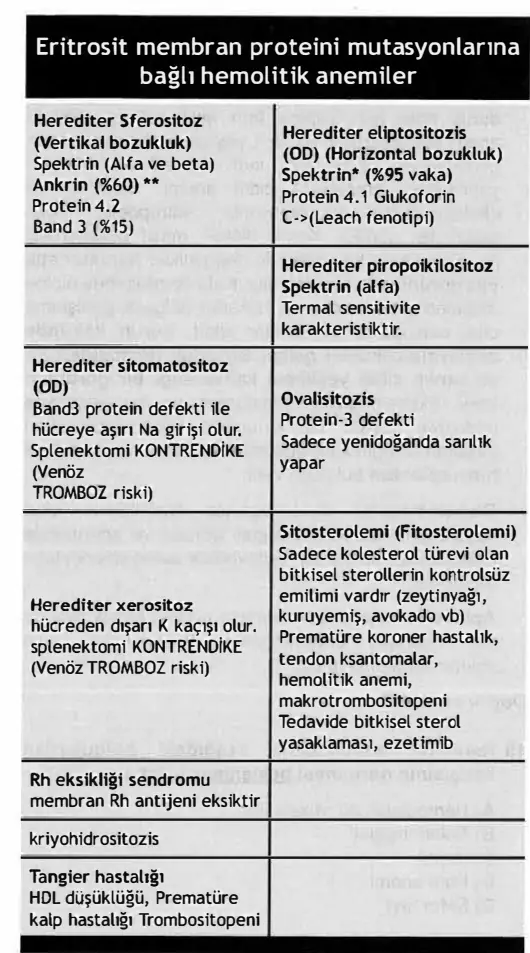 Eritrosit membran proteini mutasyonlarına
bağlı hemolitik anemiler
Herediter Sferositoz
(Vertikal bozukluk)
Spektrin (Alfa ve beta)
Ankrin (%60) **
Protein 4.2
Band 3 (%15)
Herediter eliptositozis
(OD) (Horizontal bozukluk)
Spektrin* (%95 vaka)
Protein 4.1 Glukoforin
C->(Leach fenotipi)
Herediter piropoikilositoz
Spektrin (alfa)
Termal sensitivite
karakteristiktir.
Herediter sitomatositoz
(OD)
Band3 protein defekti ile
hücreye aşırı Na girişi olur.
Splenektomi KONTRENDİKE
(Venöz
TROMBOZ riski)
Ovalisitozis
Protein-3 defekti
Sadece yenidoğanda sarılık
yapar
Herediter xerositoz
hücreden dışarı K kaçışı olur.
splenektomi KONTRENDİKE
(Venöz TROMBOZ riski)
Sitosterolemi (Fitosterolemi)
Sadece kolesterol türevi olan
bitkisel sterollerin kontrolsüz
emilimi vardır (zeytinyağı,
kuruyemiş, avokado vb)
Prematüre koroner hastalık,
tendon ksantomalar,
hemolitik anemi,
makrotrombositopeni
Tedavide bitkisel sterol
yasaklaması, ezetimib
Rh eksikliği sendromu
membran Rh antijeni eksiktir
kriyohidrositozis
Tangier hastalığı
HDL düşüklüğü, Prematüre
kalp hastalığı Trombositopeni